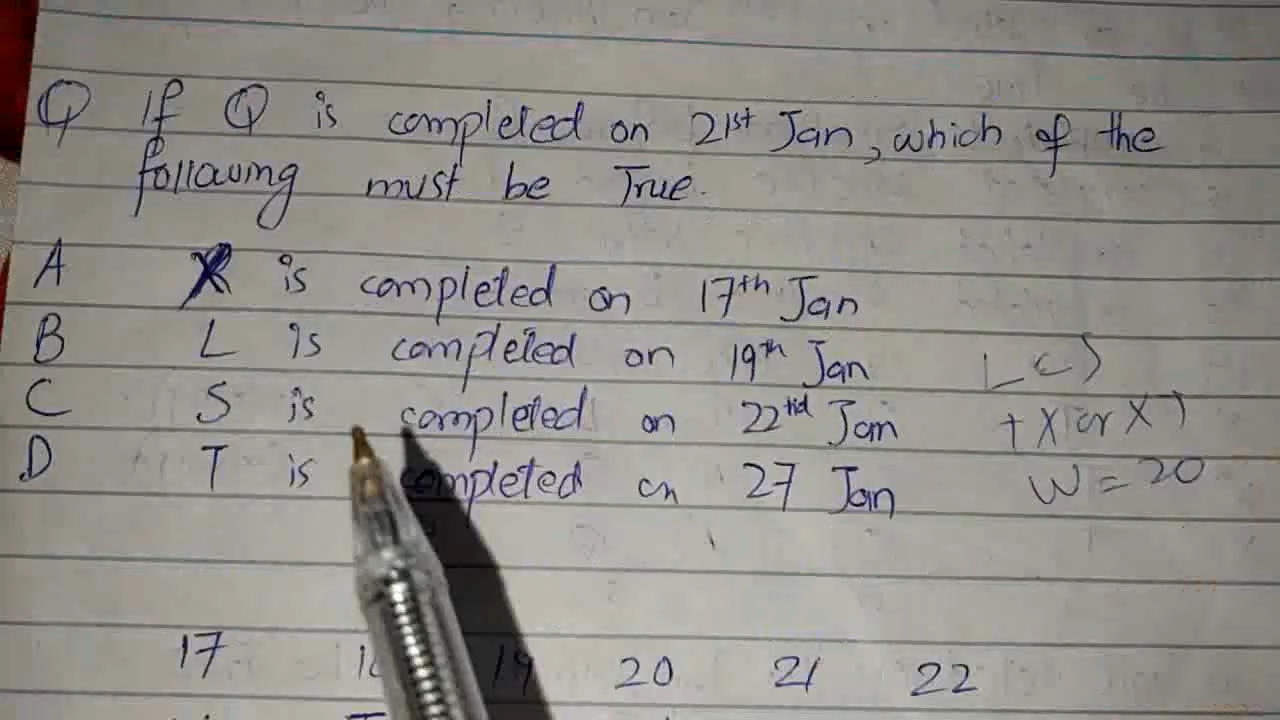 Q If Q is completed on 21st Jan, which of the
following must be True.
A X is completed on 17th Jan
B L is completed on 19th Jan L < S
C S is completed on 22nd Jan + X or X T
D T is completed on 27 Jan W = 20
17 19 20 21 22